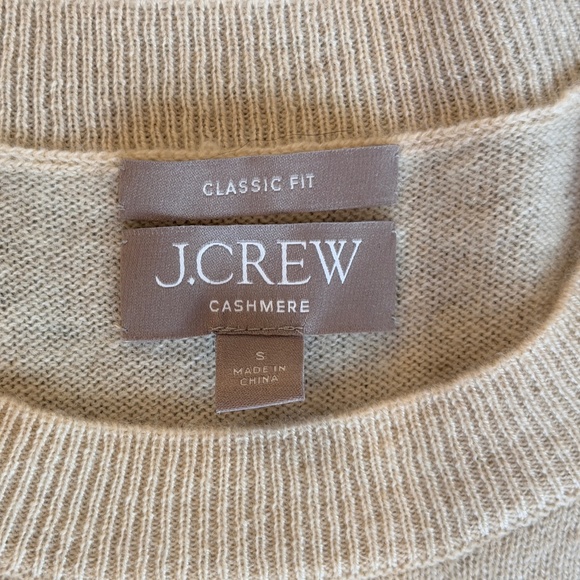 CLASSIC FIT
J.CREW
CASHMERE
S
MADE IN
CHINA